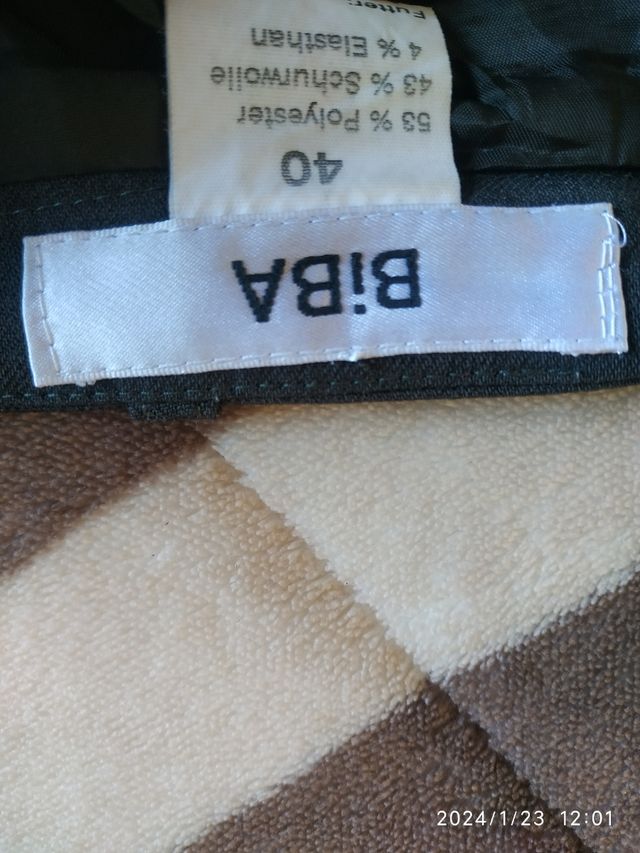 BiBA
40
53 % Polyester
43 % Schurwolle
4 % Elasthan
Futter:
2024/1/23 12:01